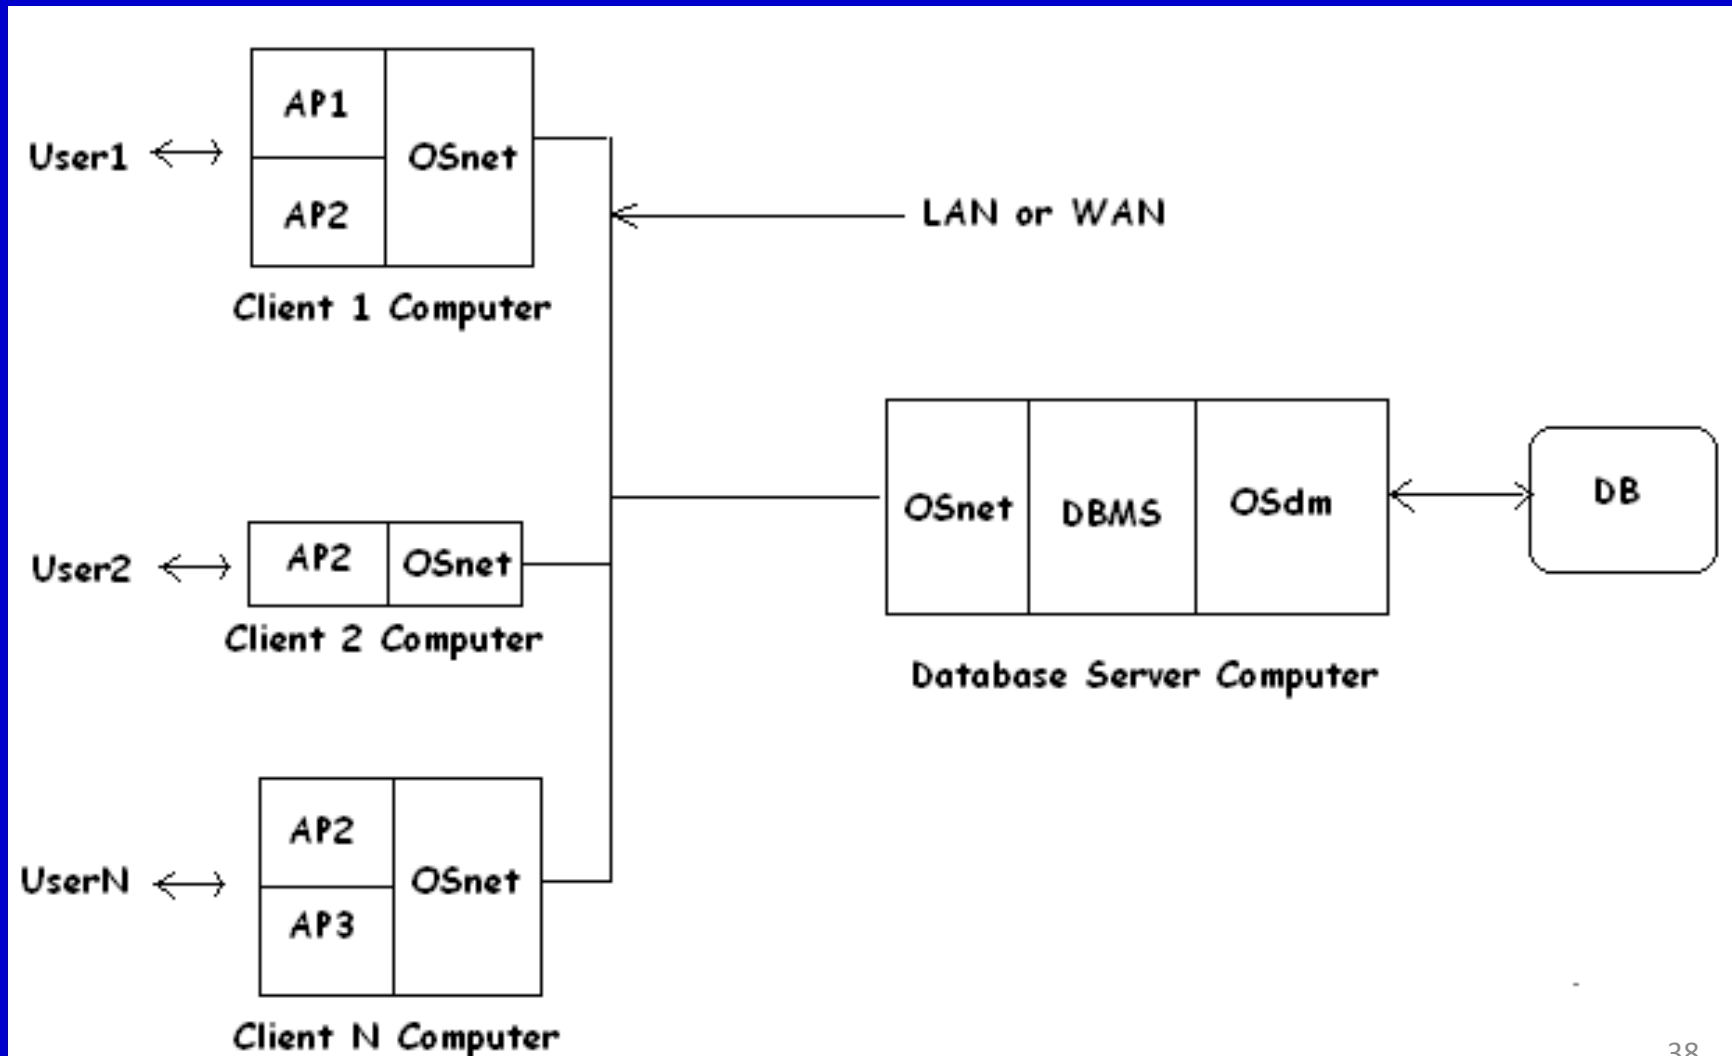 AP1
User1
OSnet
AP2
LAN or WAN
Client 1 Computer
OSnet
DBMS
OSdm
DB
User2
AP2
OSnet
Client 2 Computer
Database Server Computer
AP2
UserN
OSnet
AP3
Client N Computer
38